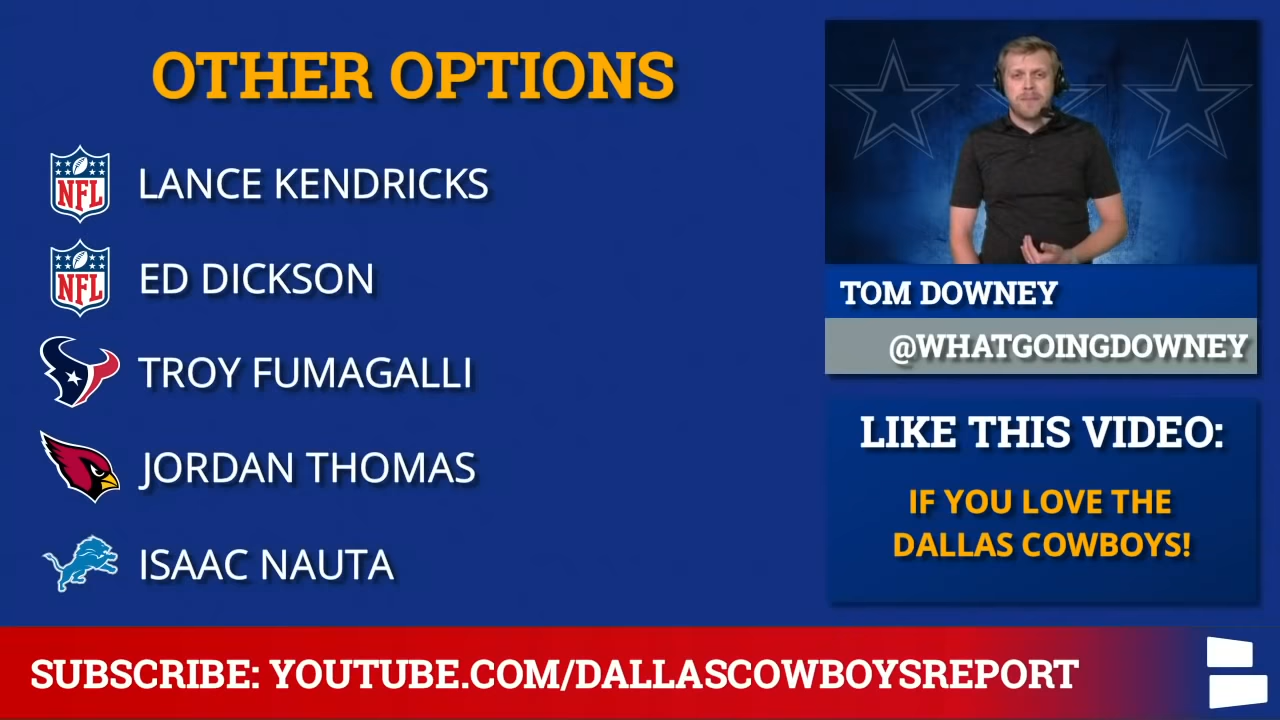 OTHER OPTIONS
NFL LANCE KENDRICKS
NFL ED DICKSON
TROY FUMAGALLI
JORDAN THOMAS
ISAAC NAUTA
TOM DOWNEY
@WHATGOINGDOWNEY
LIKE THIS VIDEO:
IF YOU LOVE THE
DALLAS COWBOYS!
SUBSCRIBE: YOUTUBE.COM/DALLASCOWBOYSREPORT